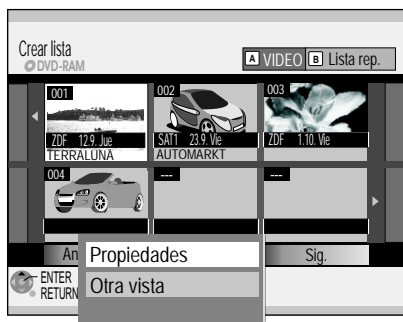 Crear lista
DVD-RAM
A VIDEO B Lista rep.
001 002 003
ZDF 12.9. Jue SAT1 23.9. Vie ZDF 1.10. Vie
TERRALUNA AUTOMARKT
004 --- ---
An Sig.
Propiedades
Otra vista
ENTER
RETURN